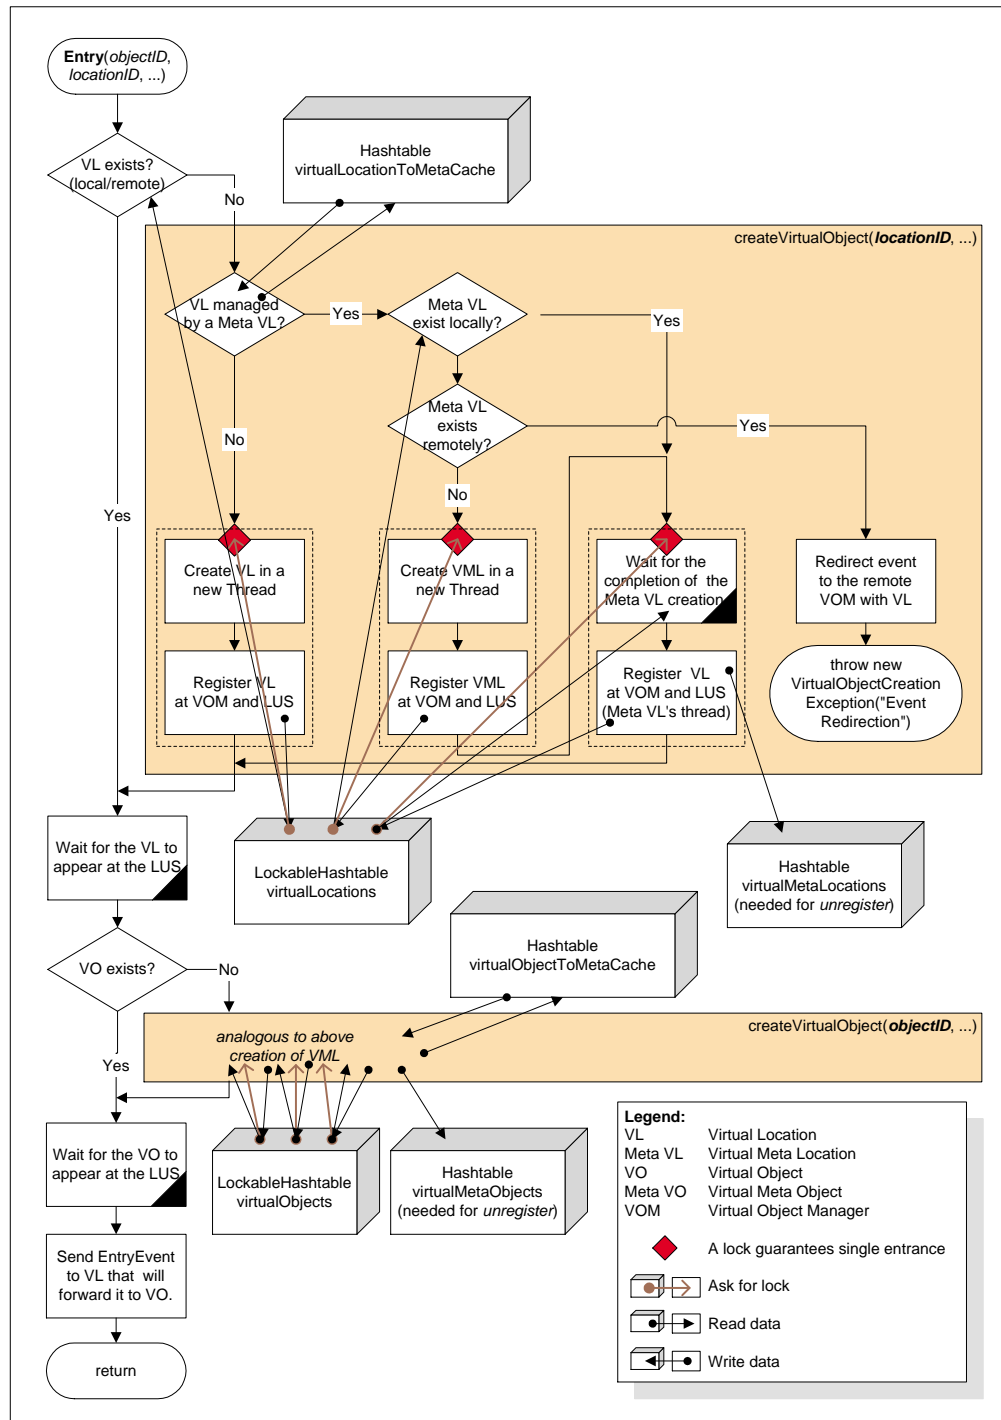 Entry(objectID,
locationID, ...)
Hashtable
virtualLocationToMetaCache
VL exists?
(local/remote)
No
createVirtualObject(locationID, ...)
VL managed
by a Meta VL?
Yes
Meta VL
exist locally?
Yes
Meta VL
exists
remotely?
Yes
No
No
Yes
Create VL in a
new Thread
Create VML in a
new Thread
Wait for the
completion of the
Meta VL creation
Redirect event
to the remote
VOM with VL
Register VL
at VOM and LUS
Register VML
at VOM and LUS
Register VL
at VOM and LUS
(Meta VL's thread)
throw new
VirtualObjectCreation
Exception("Event
Redirection")
Wait for the VL to
appear at the LUS
LockableHashtable
virtualLocations
Hashtable
virtualMetaLocations
(needed for unregister)
VO exists?
No
Hashtable
virtualObjectToMetaCache
createVirtualObject(objectID, ...)
analogous to above
creation of VML
Yes
Wait for the VO to
appear at the LUS
LockableHashtable
virtualObjects
Hashtable
virtualMetaObjects
(needed for unregister)
Send EntryEvent
to VL that will
forward it to VO.
return
Legend:
VL Virtual Location
Meta VL Virtual Meta Location
VO Virtual Object
Meta VO Virtual Meta Object
VOM Virtual Object Manager
A lock guarantees single entrance
Ask for lock
Read data
Write data